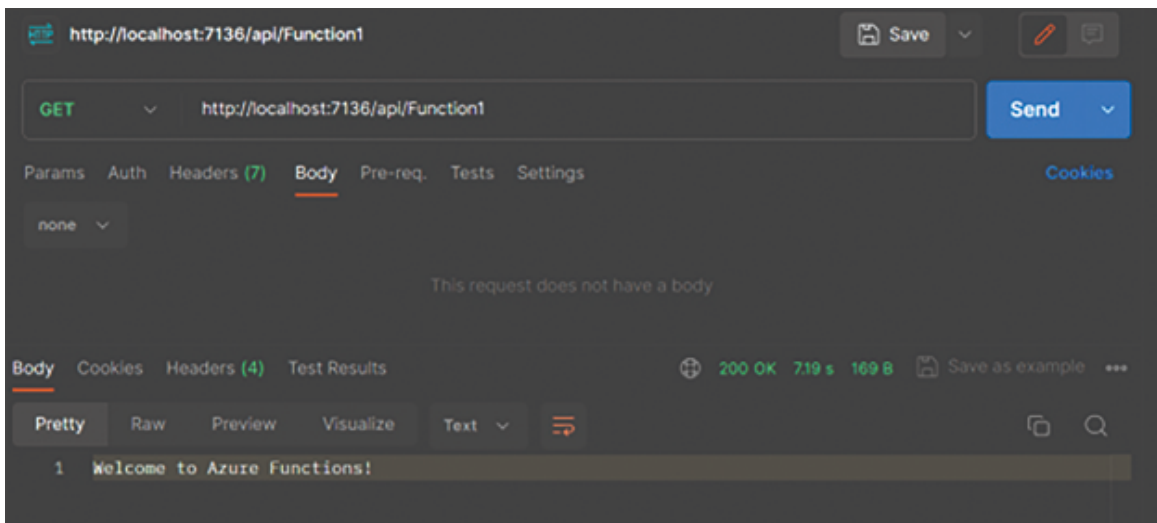 HTTP http://localhost:7136/api/Function1 Save
GET http://localhost:7136/api/Function1 Send
Params Auth Headers (7) Body Pre-req. Tests Settings Cookies
none
This request does not have a body
Body Cookies Headers (4) Test Results 200 OK 7.19 s 169 B Save as example
Pretty Raw Preview Visualize Text
1 Welcome to Azure Functions!